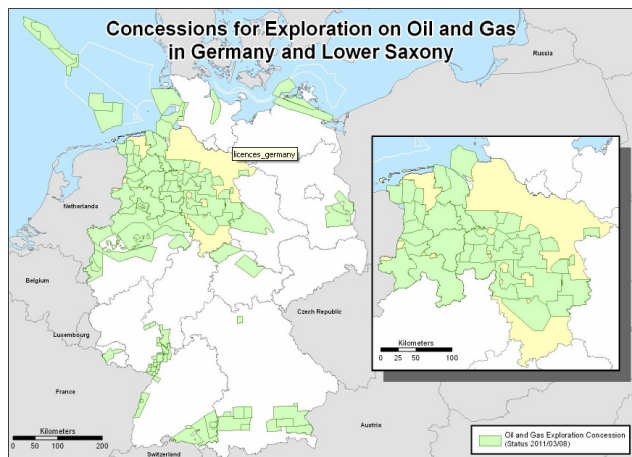 Concessions for Exploration on Oil and Gas
in Germany and Lower Saxony
Russia
licences_germany
Netherlands
Belgium
Luxembourg
Czech Republic
France
Austria
Switzerland
Kilometers
0 25 50 100
Kilometers
0 50 100 200
Oil and Gas Exploration Concession
(Status 2011/03/08)